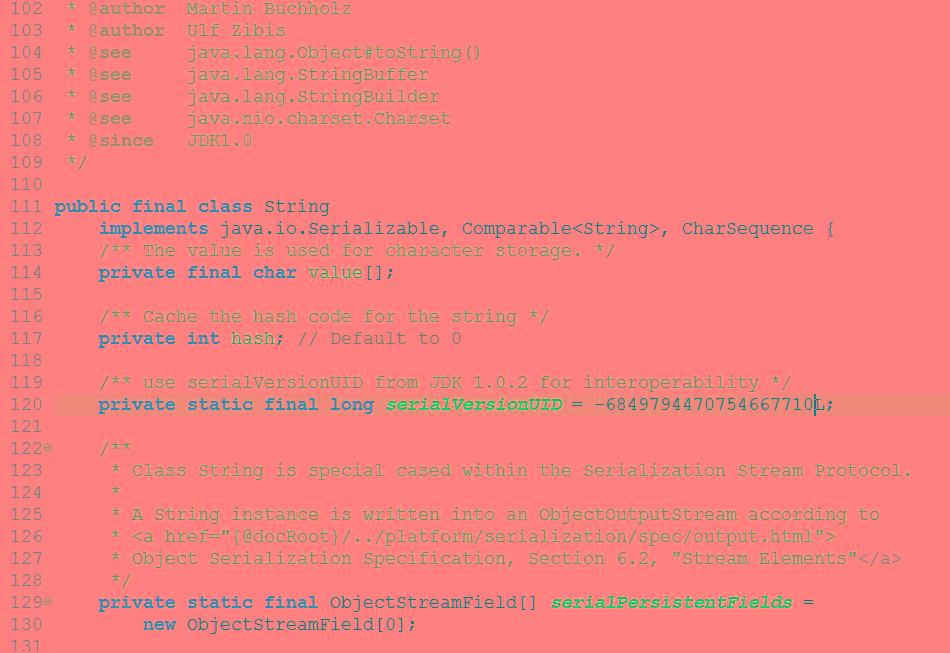 102  * @author  Martin Buchholz
103  * @author  Ulf Zibis
104  * @see     java.lang.Object#toString()
105  * @see     java.lang.StringBuffer
106  * @see     java.lang.StringBuilder
107  * @see     java.nio.charset.Charset
108  * @since   JDK1.0
109  */
110
111 public final class String
112     implements java.io.Serializable, Comparable<String>, CharSequence {
113     /** The value is used for character storage. */
114     private final char value[];
115
116     /** Cache the hash code for the string */
117     private int hash; // Default to 0
118
119     /** use serialVersionUID from JDK 1.0.2 for interoperability */
120     private static final long serialVersionUID = -6849794470754667710L;
121
122     /**
123      * Class String is special cased within the Serialization Stream Protocol.
124      *
125      * A String instance is written into an ObjectOutputStream according to
126      * <a href="{@docRoot}/../platform/serialization/spec/output.html">
127      * Object Serialization Specification, Section 6.2, "Stream Elements"</a>
128      */
129     private static final ObjectStreamField[] serialPersistentFields =
130         new ObjectStreamField[0];
131